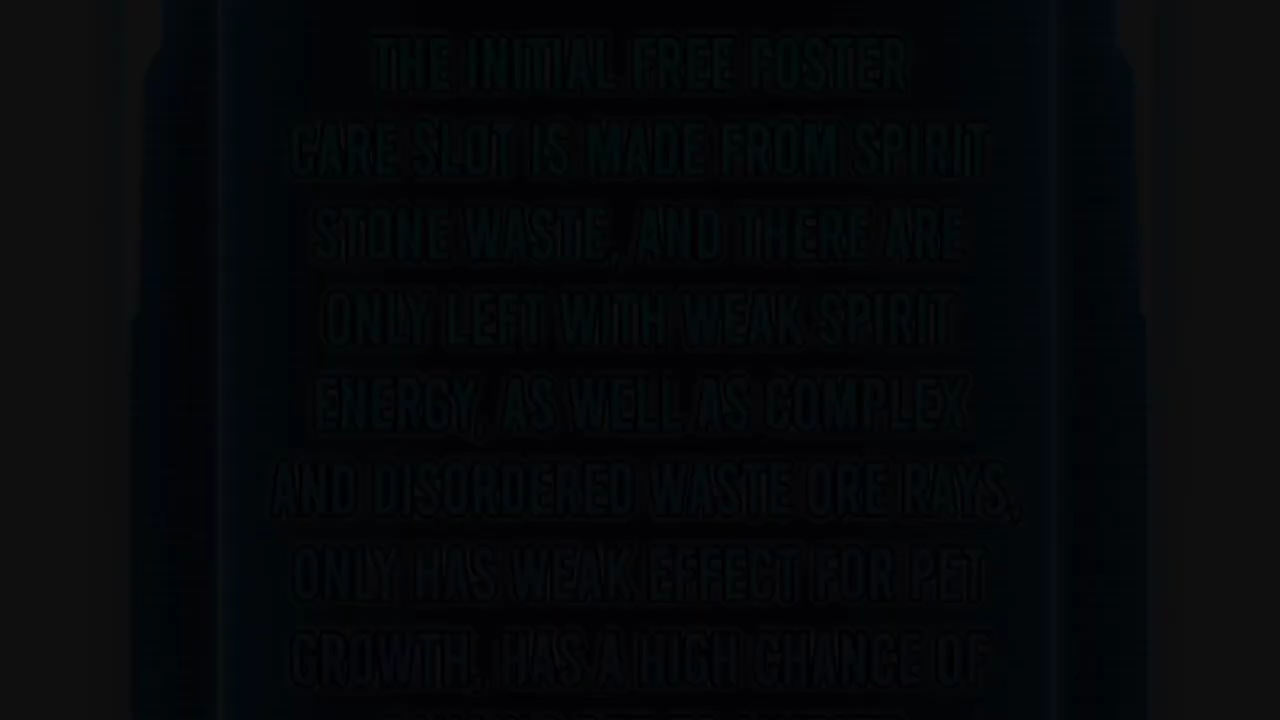 THE INITIAL FREE FOSTER
CARE SLOT IS MADE FROM SPIRIT
STONE WASTE, AND THERE ARE
ONLY LEFT WITH WEAK SPIRIT
ENERGY, AS WELL AS COMPLEX
AND DISORDERED WASTE ORE RAYS,
ONLY HAS WEAK EFFECT FOR PET
GROWTH, HAS A HIGH CHANCE OF